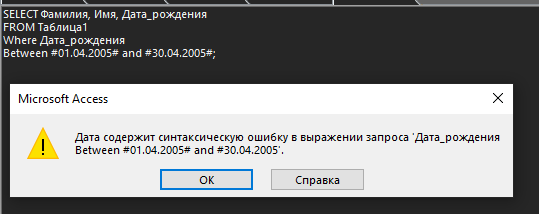 SELECT Фамилия, Имя, Дата_рождения
FROM Таблица1
Where Дата_рождения
Between #01.04.2005# and #30.04.2005#;
Microsoft Access
Дата содержит синтаксическую ошибку в выражении запроса 'Дата_рождения
Between #01.04.2005# and #30.04.2005'.
ОК
Справка